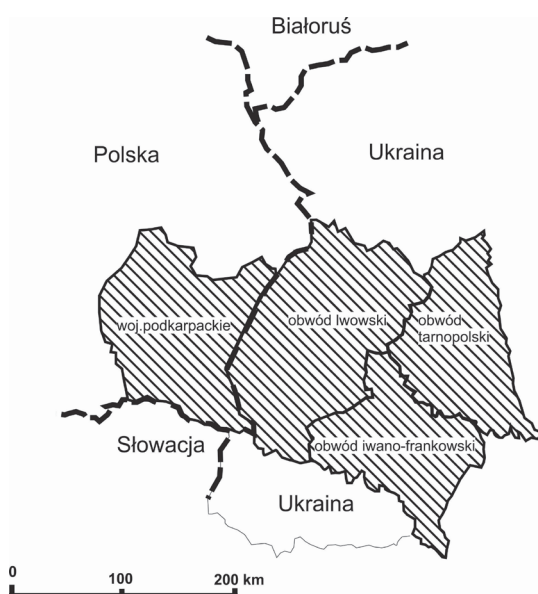 Białoruś
Polska
Ukraina
woj.podkarpackie
obwód lwowski
obwód
tarnopolski
Słowacja
obwód iwano-frankowski
Ukraina
0
100
200 km